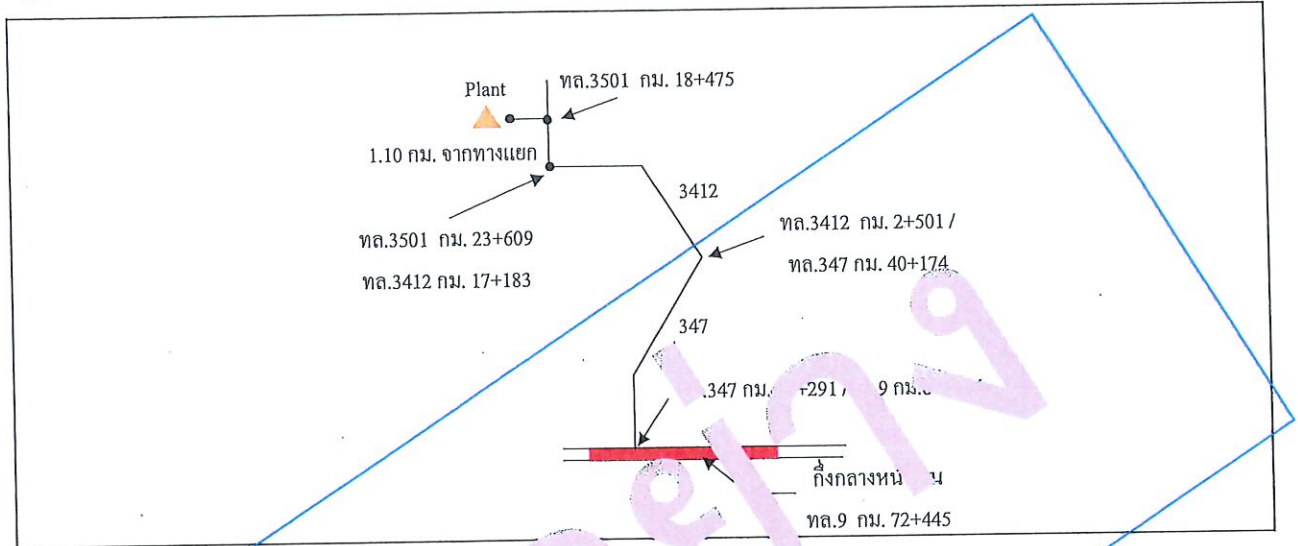 Plant
ทล.3501 กม. 18+475
1.10 กม. จากทางแยก
3412
ทล.3501 กม. 23+609
ทล.3412 กม. 17+183
ทล.3412 กม. 2+501 /
ทล.347 กม. 40+174
347
.347 กม. +291 / 9 กม.
กึ่งกลาง
ทล.9 กม. 72+445